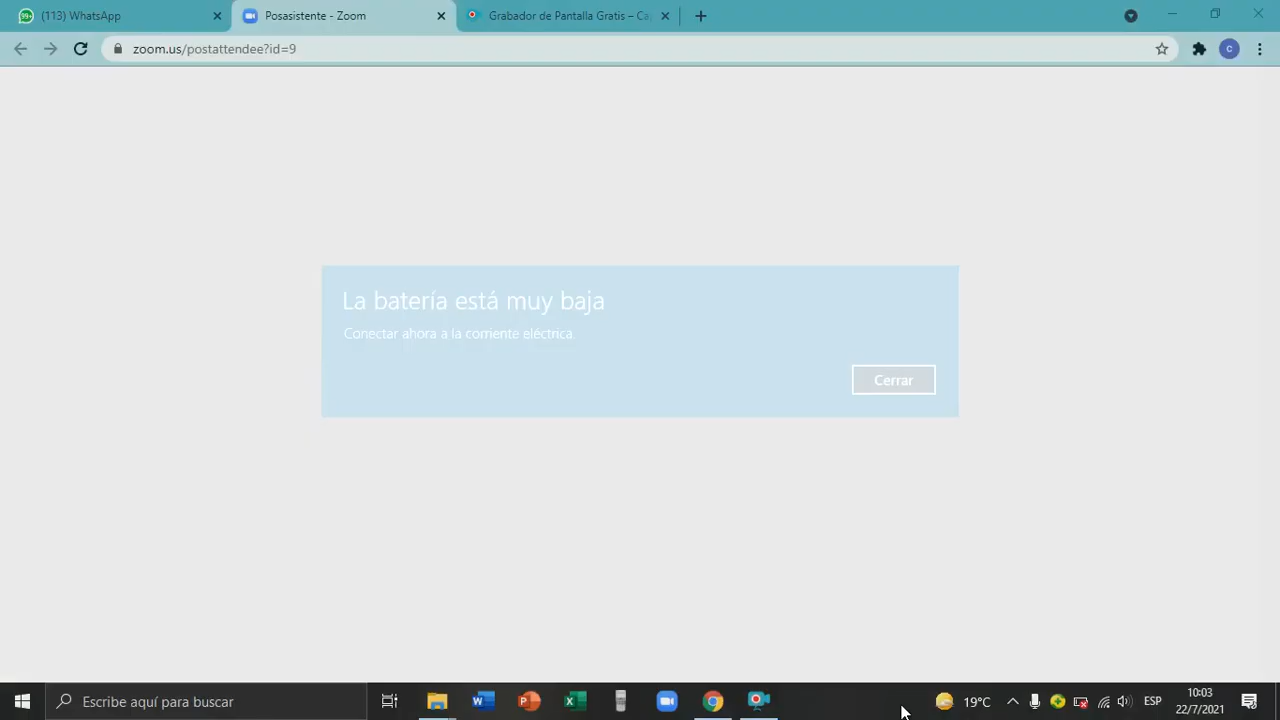 (113) WhatsApp
Posasistente - Zoom
Grabador de Pantalla Gratis – Ca
zoom.us/postattendee?id=9
C
La batería está muy baja
Conectar ahora a la corriente eléctrica.
Cerrar
Escribe aquí para buscar
19°C
ESP
10:03
22/7/2021